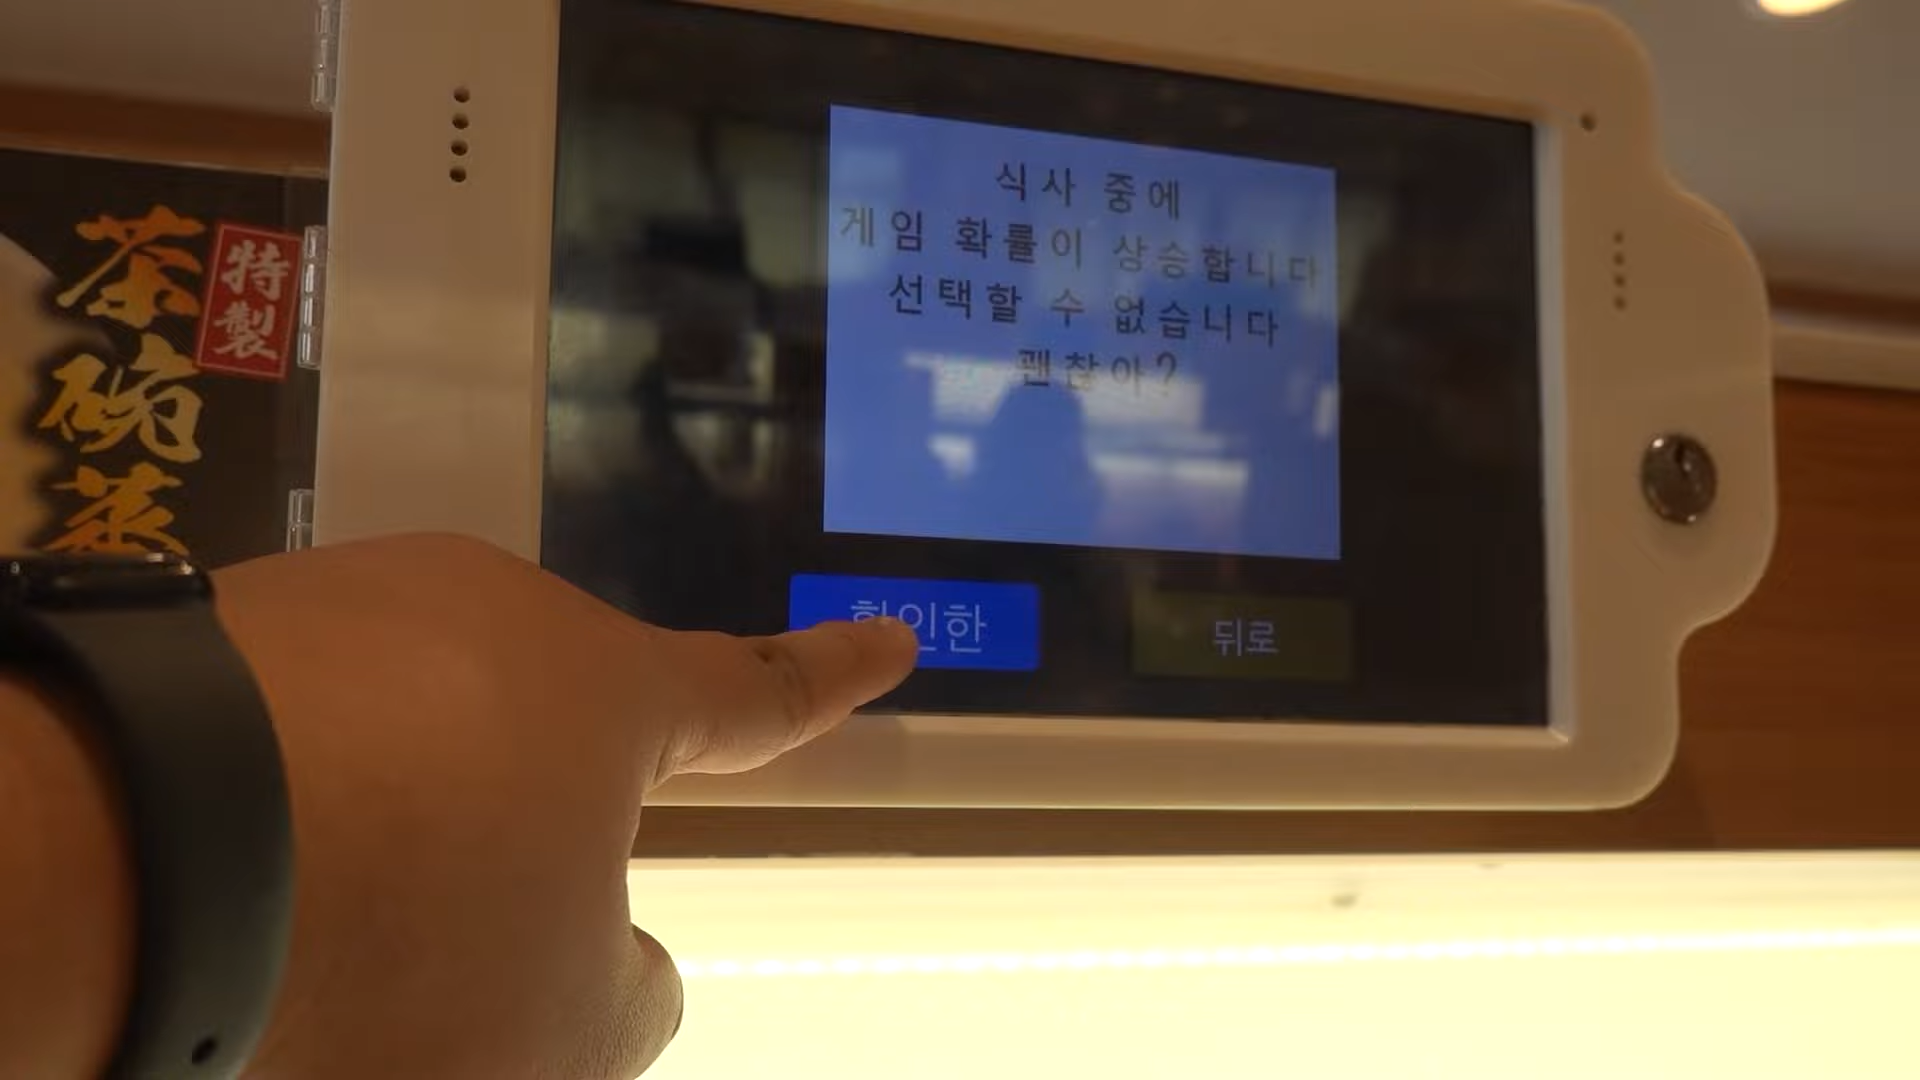 特製
茶碗蒸
식사 중에
게임 확률이 상승합니다
선택할 수 없습니다
괜찮아?
확인한
뒤로